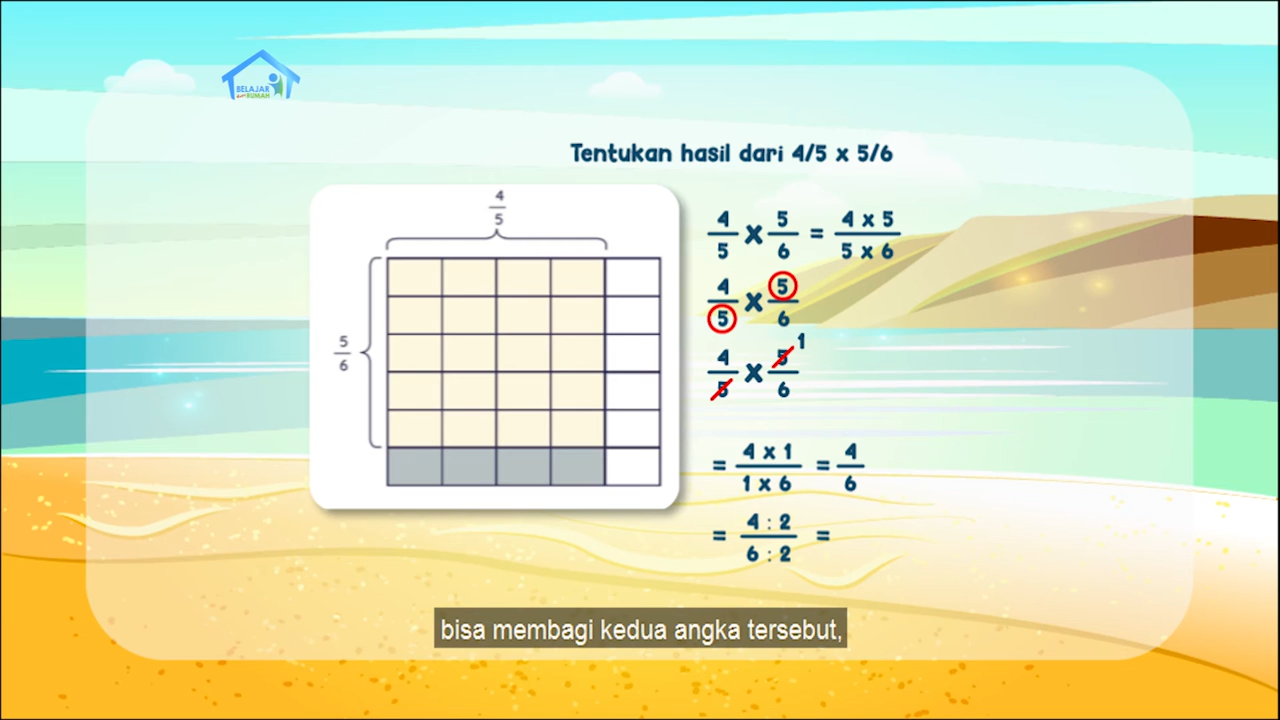 BELAJAR
dari RUMAH
Tentukan hasil dari 4/5 x 5/6
4
5
5
6
4/5 x 5/6 = 4 x 5/5 x 6
4/5 x 5/6
4/5 x 5/6 1
= 4 x 1/1 x 6 = 4/6
= 4 : 2/6 : 2 =
bisa membagi kedua angka tersebut,